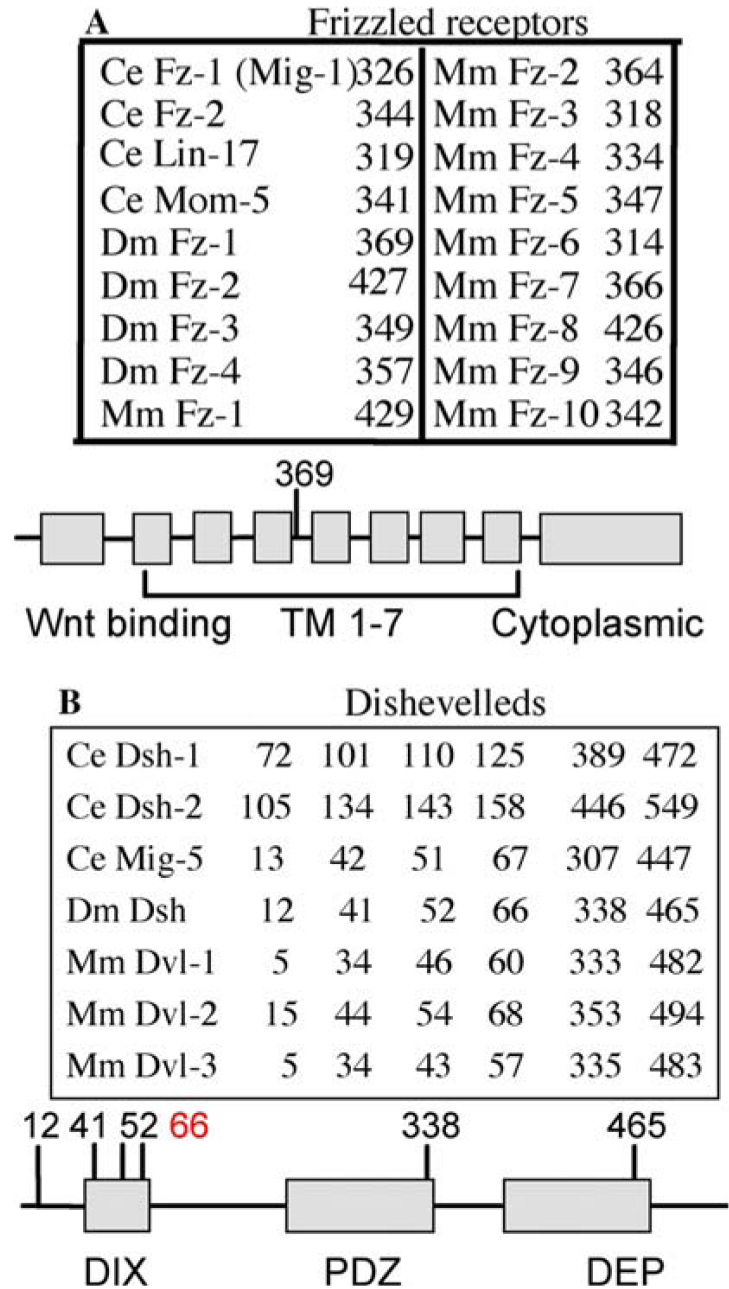 A Frizzled receptors
Ce Fz-1 (Mig-1)326 Mm Fz-2 364
Ce Fz-2 344 Mm Fz-3 318
Ce Lin-17 319 Mm Fz-4 334
Ce Mom-5 341 Mm Fz-5 347
Dm Fz-1 369 Mm Fz-6 314
Dm Fz-2 427 Mm Fz-7 366
Dm Fz-3 349 Mm Fz-8 426
Dm Fz-4 357 Mm Fz-9 346
Mm Fz-1 429 Mm Fz-10 342
369
Wnt binding TM 1-7 Cytoplasmic
B Dishevelleds
Ce Dsh-1 72 101 110 125 389 472
Ce Dsh-2 105 134 143 158 446 549
Ce Mig-5 13 42 51 67 307 447
Dm Dsh 12 41 52 66 338 465
Mm Dvl-1 5 34 46 60 333 482
Mm Dvl-2 15 44 54 68 353 494
Mm Dvl-3 5 34 43 57 335 483
12 41 52 66 338 465
DIX PDZ DEP